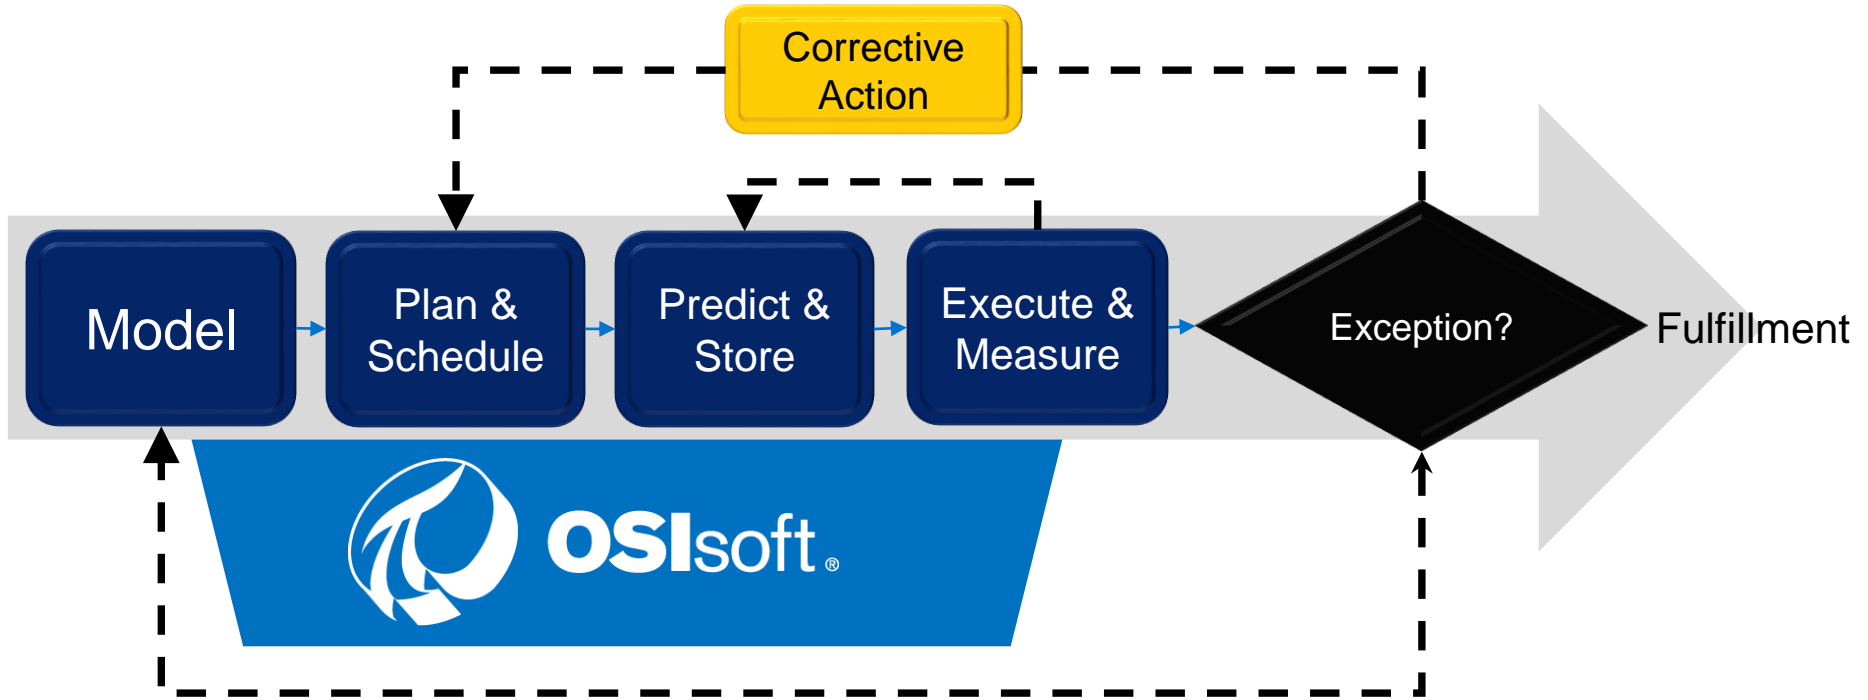 Corrective
Action
Model
Plan &
Schedule
Predict &
Store
Execute &
Measure
Exception?
Fulfillment
OSIsoft®